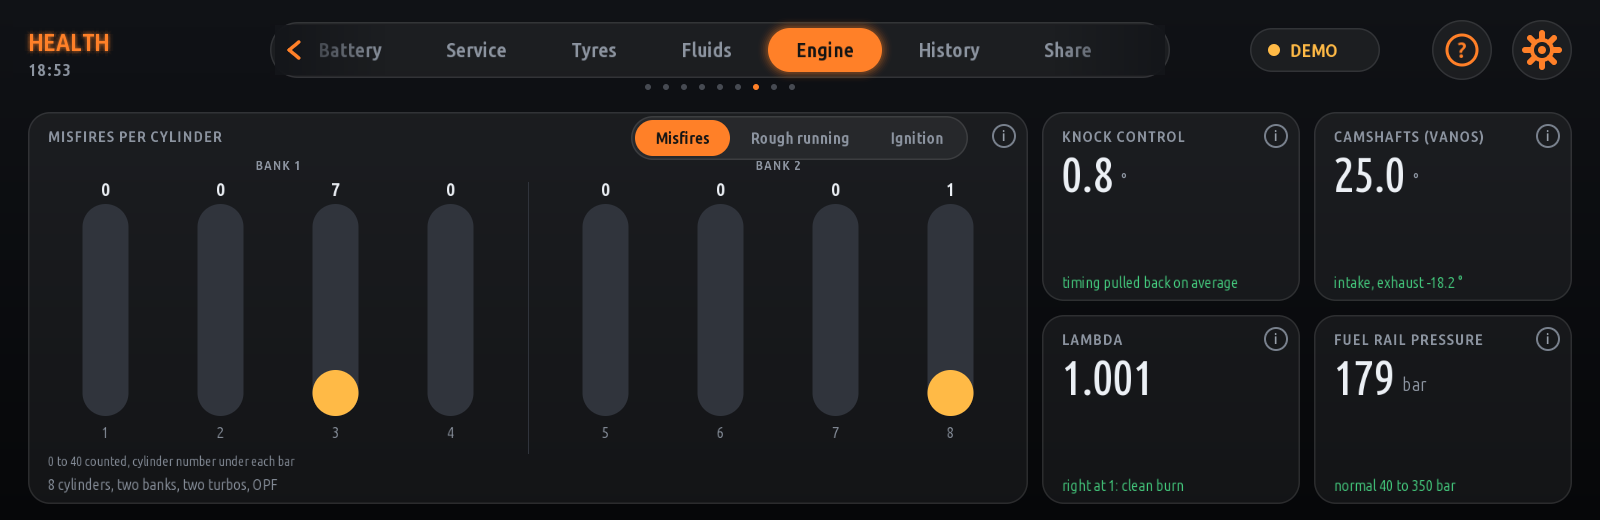 HEALTH
18:53
Battery Service Tyres Fluids Engine History Share
DEMO
?
MISFIRES PER CYLINDER
Misfires Rough running Ignition
i
BANK 1 BANK 2
0 0 7 0 0 0 0 1
1 2 3 4 5 6 7 8
0 to 40 counted, cylinder number under each bar
8 cylinders, two banks, two turbos, OPF
KNOCK CONTROL
i
0.8 °
timing pulled back on average
CAMSHAFTS (VANOS)
i
25.0 °
intake, exhaust -18.2 °
LAMBDA
i
1.001
right at 1: clean burn
FUEL RAIL PRESSURE
i
179 bar
normal 40 to 350 bar